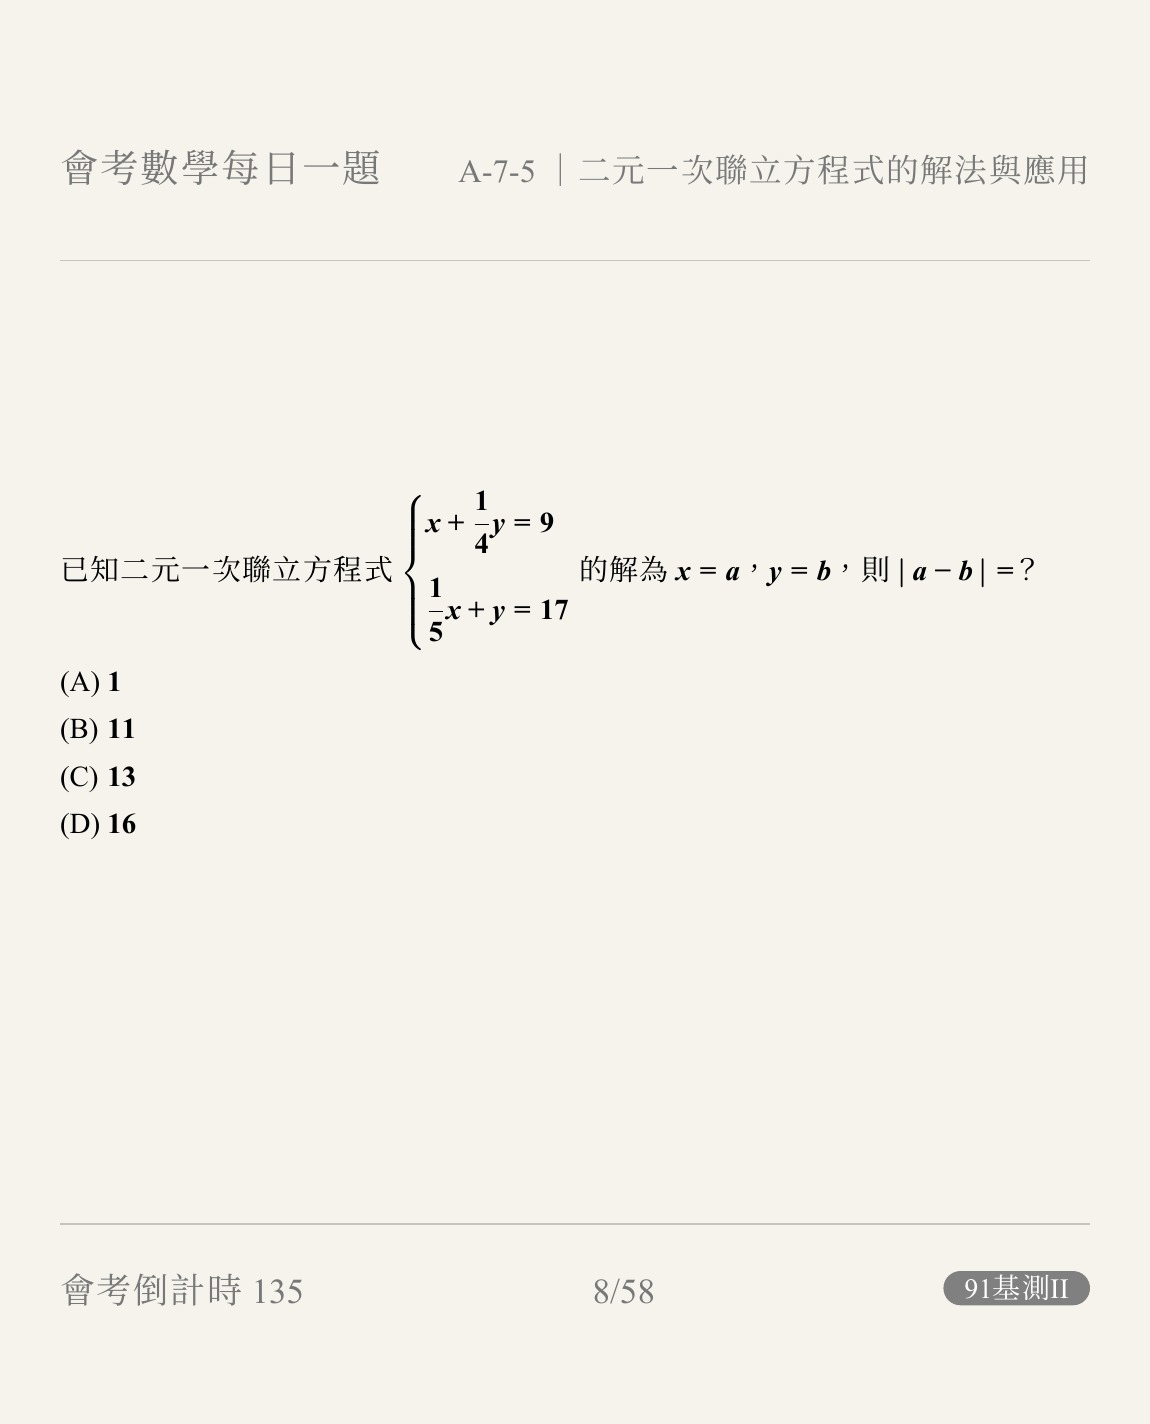 會考數學每日一題
A-7-5｜二元一次聯立方程式的解法與應用
已知二元一次聯立方程式 { x + 1/4 y = 9 ; 1/5 x + y = 17 的解為 x = a，y = b，則 | a − b | =？
(A) 1
(B) 11
(C) 13
(D) 16
會考倒計時 135
8/58
91基測II